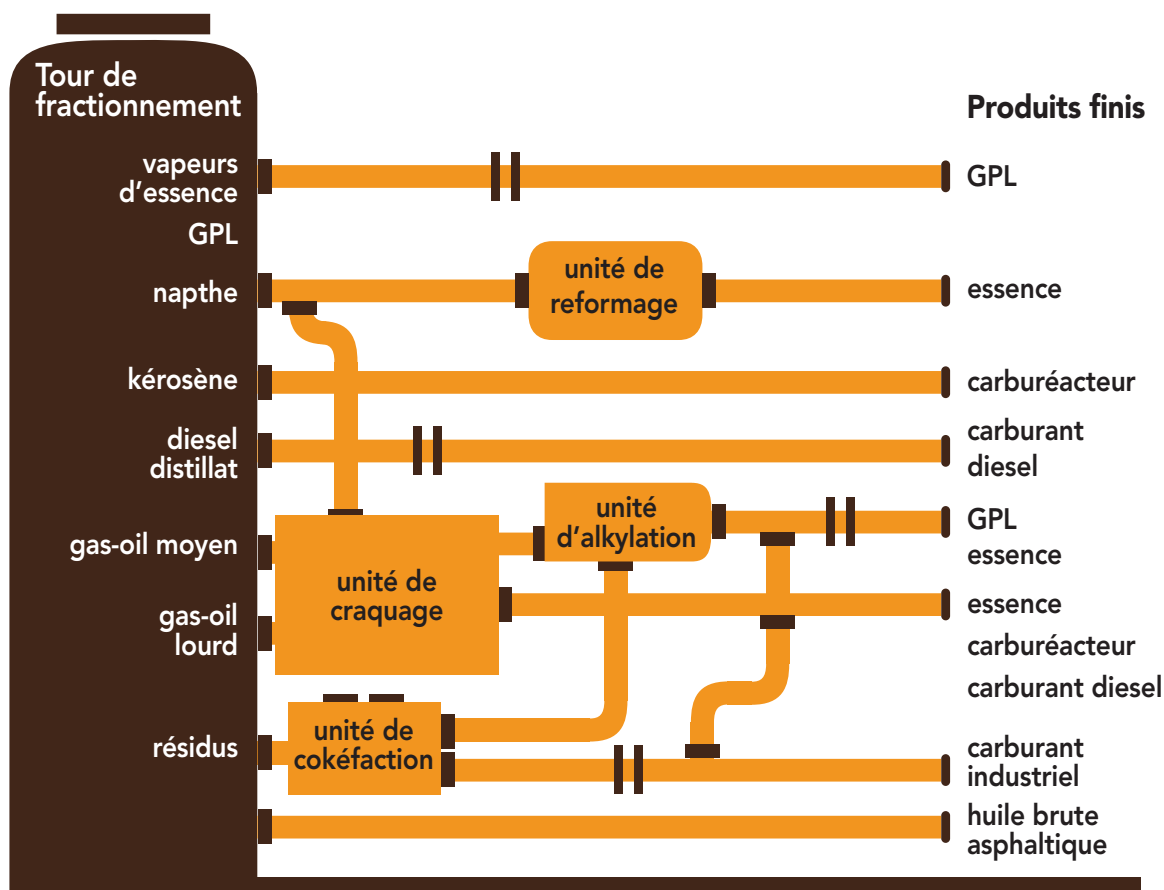 Tour de
fractionnement
Produits finis
vapeurs
d'essence
GPL
GPL
napthe
unité de
reformage
essence
kérosène
carburéacteur
diesel
distillat
carburant
diesel
gas-oil moyen
unité
d'alkylation
GPL
essence
gas-oil
lourd
unité de
craquage
essence
carburéacteur
carburant diesel
résidus
unité de
cokéfaction
carburant
industriel
huile brute
asphaltique